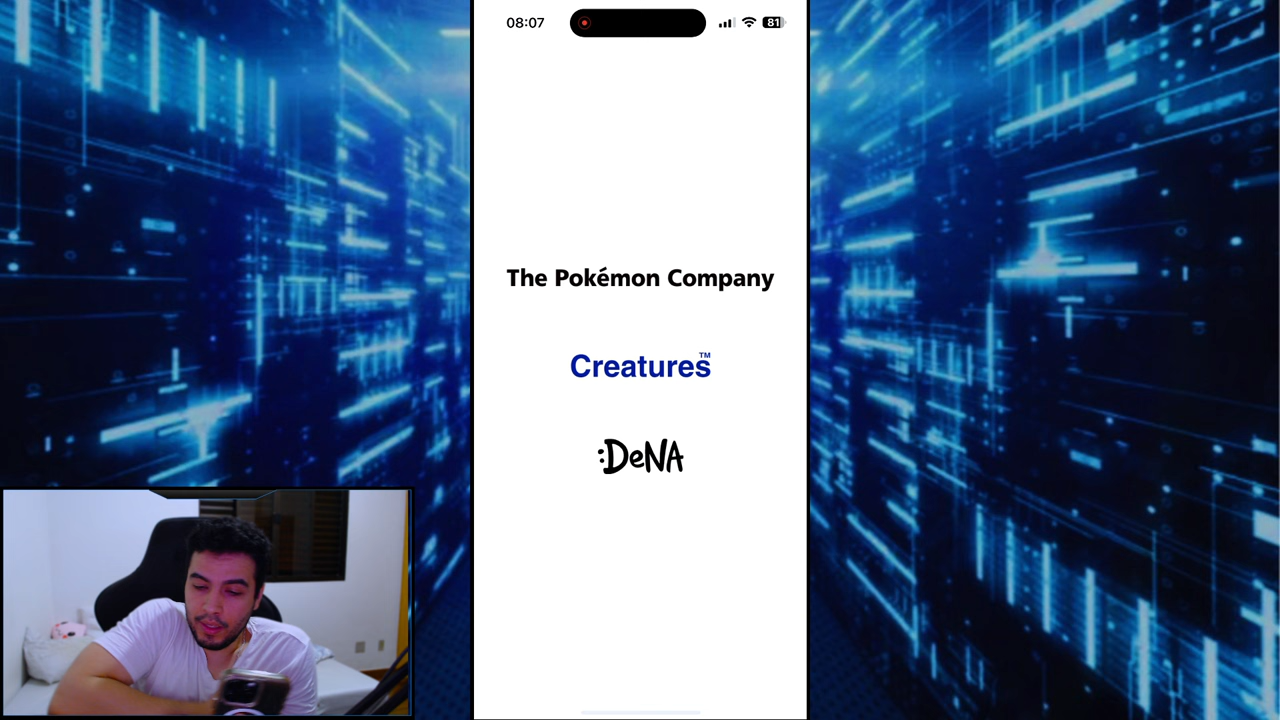 08:07
81
The Pokémon Company
Creatures™
:DeNA